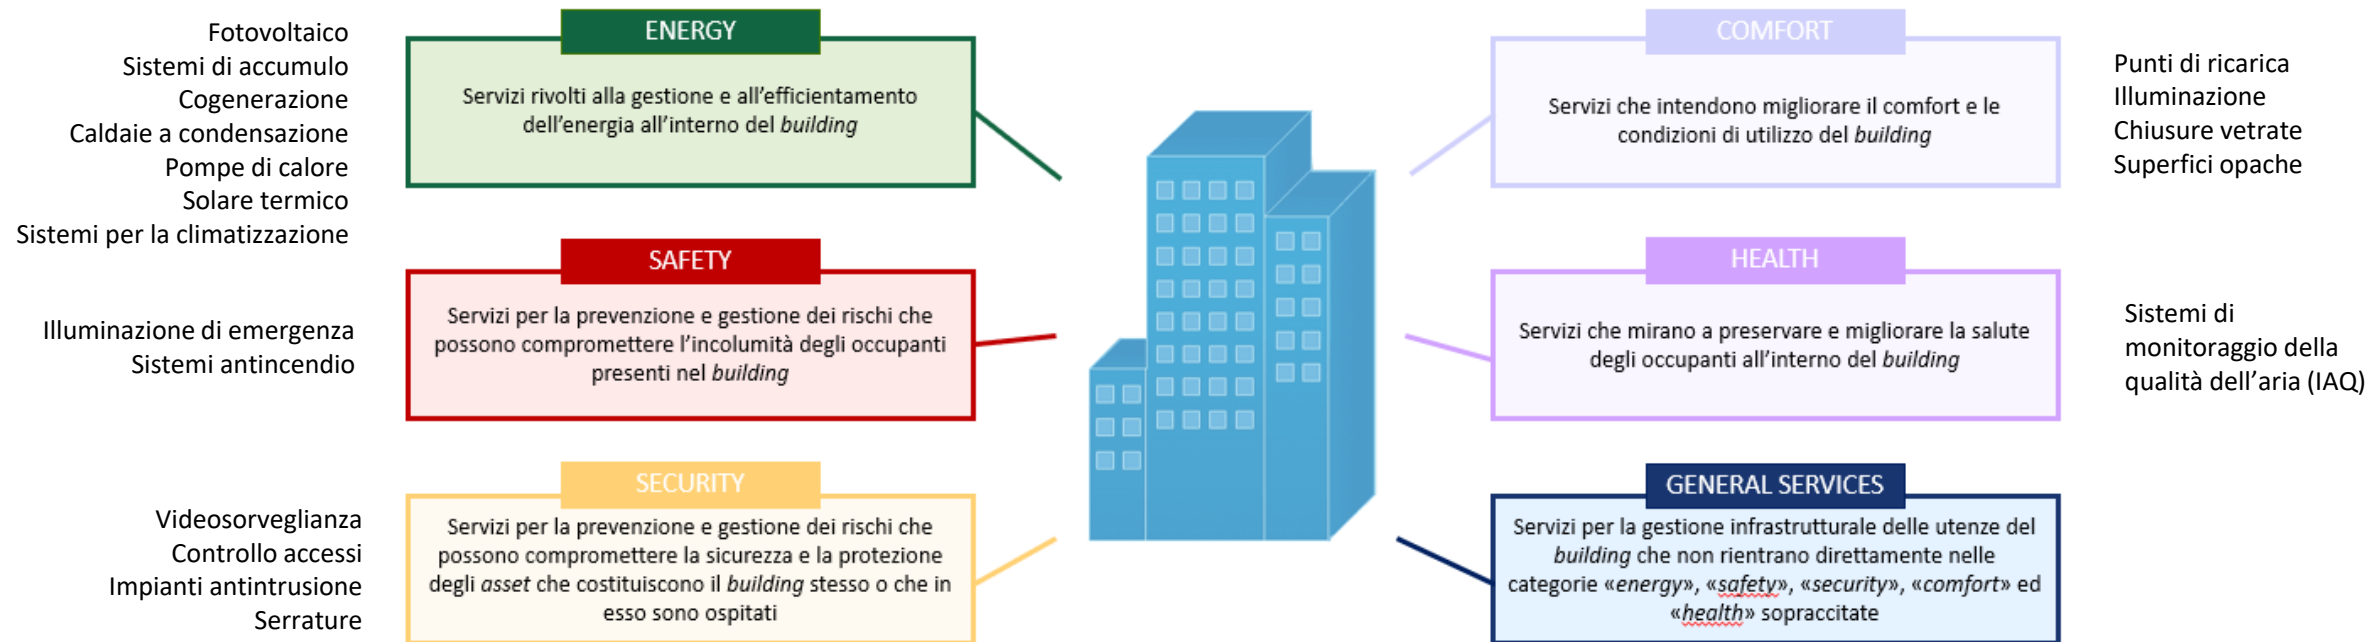 Fotovoltaico
Sistemi di accumulo
Cogenerazione
Caldaie a condensazione
Pompe di calore
Solare termico
Sistemi per la climatizzazione
ENERGY
Servizi rivolti alla gestione e all’efficientamento
dell’energia all’interno del building
COMFORT
Servizi che intendono migliorare il comfort e le
condizioni di utilizzo del building
Punti di ricarica
Illuminazione
Chiusure vetrate
Superfici opache
Illuminazione di emergenza
Sistemi antincendio
SAFETY
Servizi per la prevenzione e gestione dei rischi che
possono compromettere l’incolumità degli occupanti
presenti nel building
HEALTH
Servizi che mirano a preservare e migliorare la salute
degli occupanti all’interno del building
Sistemi di
monitoraggio della
qualità dell’aria (IAQ)
Videosorveglianza
Controllo accessi
Impianti antintrusione
Serrature
SECURITY
Servizi per la prevenzione e gestione dei rischi che
possono compromettere la sicurezza e la protezione
degli asset che costituiscono il building stesso o che in
esso sono ospitati
GENERAL SERVICES
Servizi per la gestione infrastrutturale delle utenze del
building che non rientrano direttamente nelle
categorie «energy», «safety», «security», «comfort» ed
«health» sopraccitate